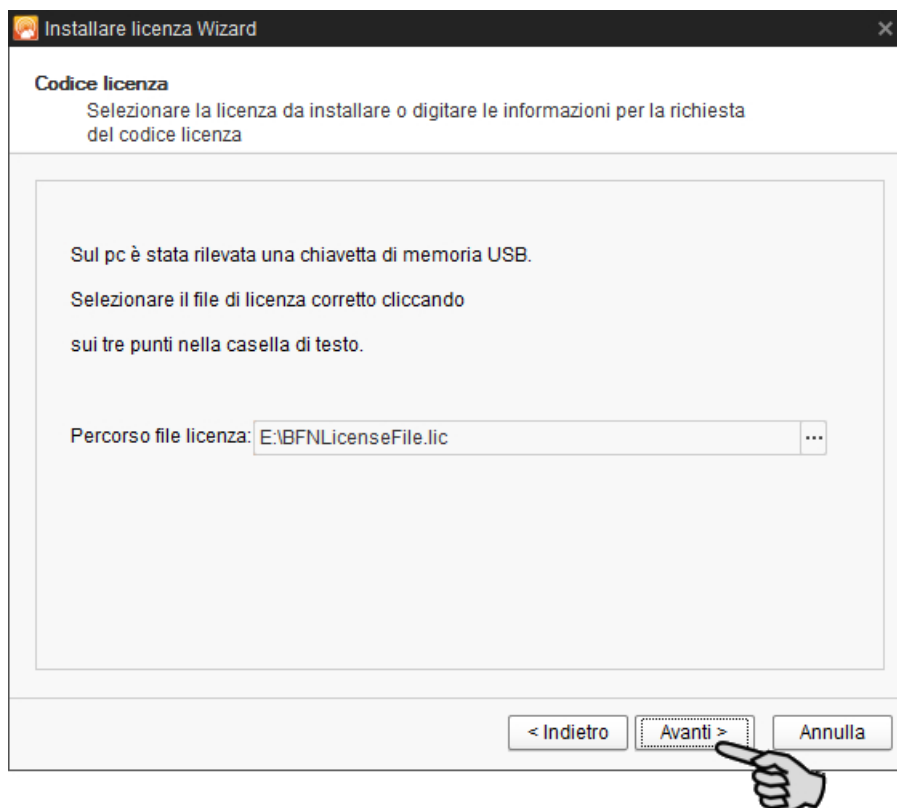 Installare licenza Wizard
Codice licenza
Selezionare la licenza da installare o digitare le informazioni per la richiesta
del codice licenza
Sul pc è stata rilevata una chiavetta di memoria USB.
Selezionare il file di licenza corretto cliccando
sui tre punti nella casella di testo.
Percorso file licenza: E:\BFNLicenseFile.lic ...
< Indietro Avanti > Annulla